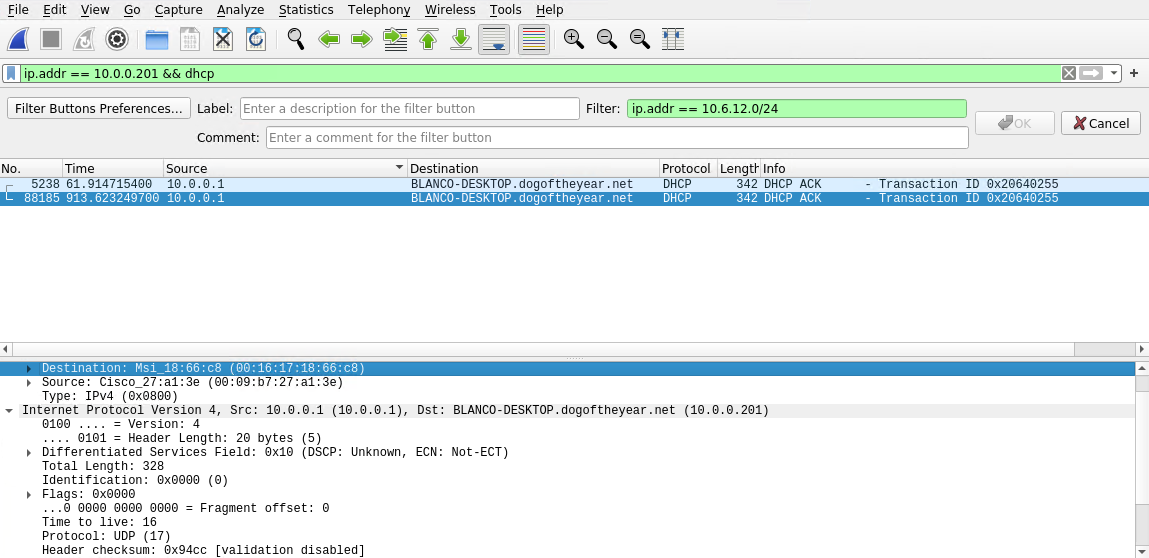 File Edit View Go Capture Analyze Statistics Telephony Wireless Tools Help
ip.addr == 10.0.0.201 && dhcp
Filter Buttons Preferences... Label: Enter a description for the filter button Filter: ip.addr == 10.6.12.0/24
OK Cancel
Comment: Enter a comment for the filter button
No. Time Source Destination Protocol Length Info
5238 61.914715400 10.0.0.1 BLANCO-DESKTOP.dogoftheyear.net DHCP 342 DHCP ACK - Transaction ID 0x20640255
88185 913.623249700 10.0.0.1 BLANCO-DESKTOP.dogoftheyear.net DHCP 342 DHCP ACK - Transaction ID 0x20640255
Destination: Msi_18:66:c8 (00:16:17:18:66:c8)
Source: Cisco_27:a1:3e (00:09:b7:27:a1:3e)
Type: IPv4 (0x0800)
Internet Protocol Version 4, Src: 10.0.0.1 (10.0.0.1), Dst: BLANCO-DESKTOP.dogoftheyear.net (10.0.0.201)
0100 .... = Version: 4
.... 0101 = Header Length: 20 bytes (5)
Differentiated Services Field: 0x10 (DSCP: Unknown, ECN: Not-ECT)
Total Length: 328
Identification: 0x0000 (0)
Flags: 0x0000
...0 0000 0000 0000 = Fragment offset: 0
Time to live: 16
Protocol: UDP (17)
Header checksum: 0x94cc [validation disabled]